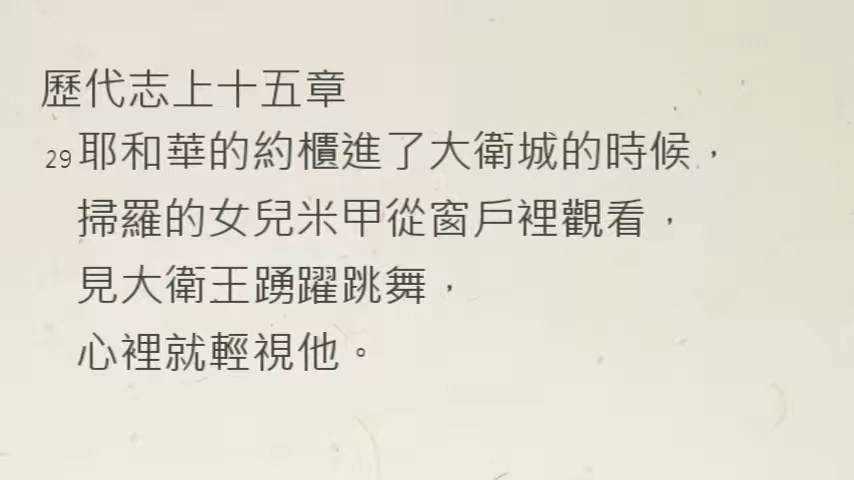 歷代志上十五章
29耶和華的約櫃進了大衛城的時候，
掃羅的女兒米甲從窗戶裡觀看，
見大衛王踴躍跳舞，
心裡就輕視他。